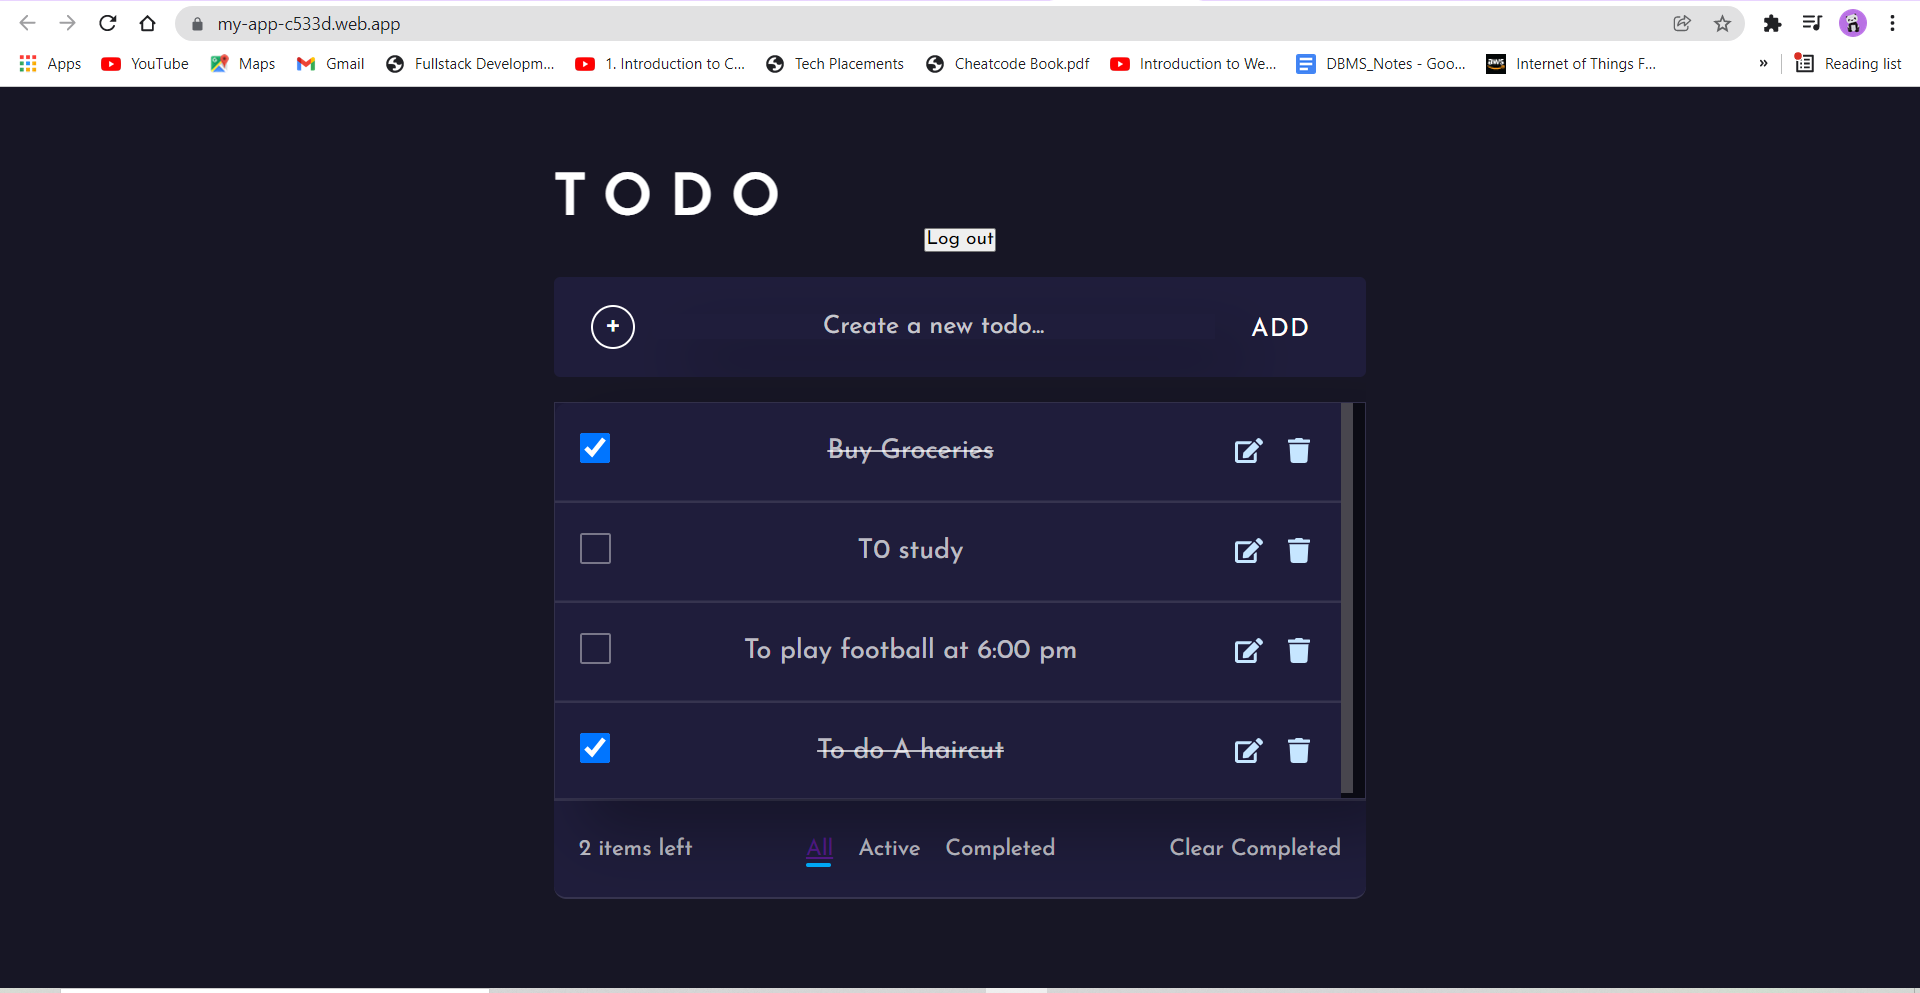 my-app-c533d.web.app
Apps YouTube Maps Gmail Fullstack Developm... 1. Introduction to C... Tech Placements Cheatcode Book.pdf Introduction to We... DBMS_Notes - Goo... aws Internet of Things F... » Reading list
TODO
Log out
+ Create a new todo... ADD
Buy Groceries
T0 study
To play football at 6:00 pm
To do A haircut
2 items left All Active Completed Clear Completed